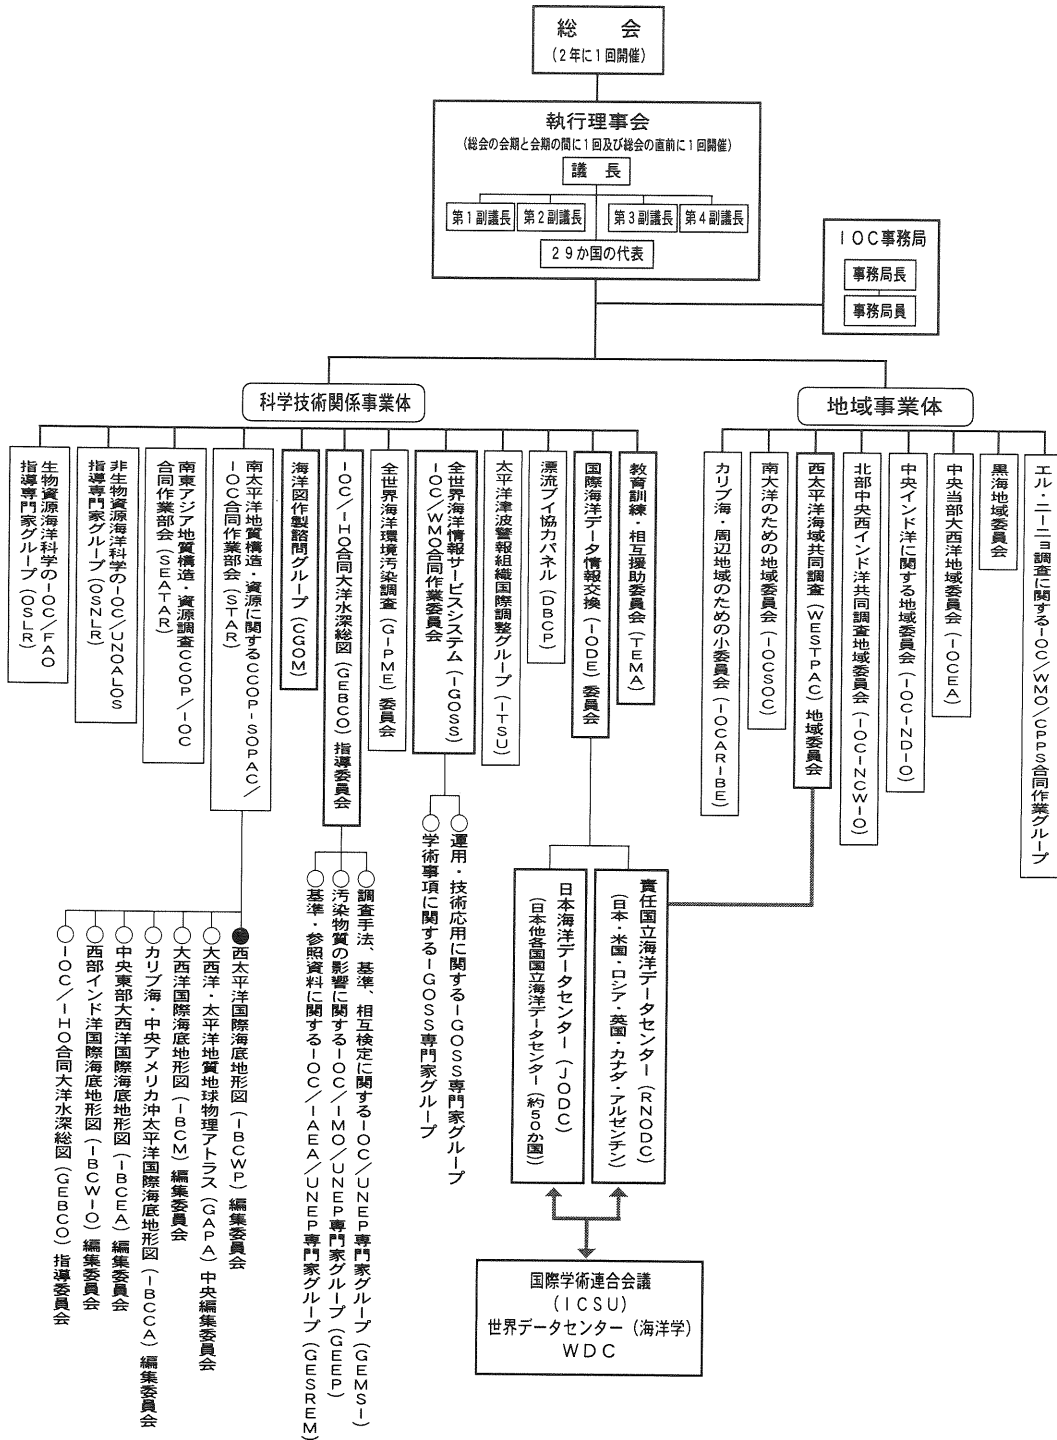 総　会
(2年に1回開催)
執行理事会
(総会の会期と会期の間に1回及び総会の直前に1回開催)
議　長
第1副議長
第2副議長
第3副議長
第4副議長
29か国の代表
IOC事務局
事務局長
事務局員
科学技術関係事業体
地域事業体
生物資源海洋科学のIOC/FAO
指導専門家グループ(OSLR)
非生物資源海洋科学のIOC/UNOALOS
指導専門家グループ(OSNLR)
南東アジア地質構造・資源調査CCOP/IOC
合同作業部会(SEATAR)
南太平洋地質構造・資源に関するCCOP-SOPAC/
IOC合同作業部会(STAR)
海洋図作製諮問グループ(CGOM)
IOC/IHO合同大洋水深総図(GEBCO)指導委員会
全世界海洋環境汚染調査(GIPME)委員会
全世界海洋情報サービスシステム(IGOSS)
IOC/WMO合同作業委員会
太平洋津波警報組織国際調整グループ(ITSU)
漂流ブイ協力パネル(DBCP)
国際海洋データ情報交換(IODE)委員会
教育訓練・相互援助委員会(TEMA)
カリブ海・周辺地域のための小委員会(IOCARIBE)
南大洋のための地域委員会(IOCSOC)
西太平洋海域共同調査(WESTPAC)地域委員会
北部中央西インド洋共同調査地域委員会(IOCINCWIO)
中央インド洋に関する地域委員会(IOCINDIO)
中央当部大西洋地域委員会(IOCEA)
黒海地域委員会
エル・ニーニョ調査に関するIOC/WMO/CPPS合同作業グループ
西太平洋国際海底地形図(IBCWP)編集委員会
大西洋・太平洋地質地球物理アトラス(GAPA)中央編集委員会
大西洋国際海底地形図(IBCM)編集委員会
カリブ海・中央アメリカ沖太平洋国際海底地形図(IBCCA)編集委員会
中央東部大西洋国際海底地形図(IBCEA)編集委員会
西部インド洋国際海底地形図(IBCWIO)編集委員会
IOC/IHO合同大洋水深総図(GEBCO)指導委員会
調査手法、基準、相互検定に関するIOC/UNEP専門家グループ(GEMSI)
汚染物質の影響に関するIOC/IMO/UNEP専門家グループ(GEEP)
基準・参照資料に関するIOC/IAEA/UNEP専門家グループ(GESREM)
運用・技術応用に関するIGOSS専門家グループ
学術事項に関するIGOSS専門家グループ
日本海洋データセンター(JODC)
(日本他各国国立海洋データセンター(約50か国)
責任国立海洋データセンター(RNODC)
(日本・米国・ロシア・英国・カナダ・アルゼンチン)
国際学術連合会議
(ICSU)
世界データセンター(海洋学)
WDC